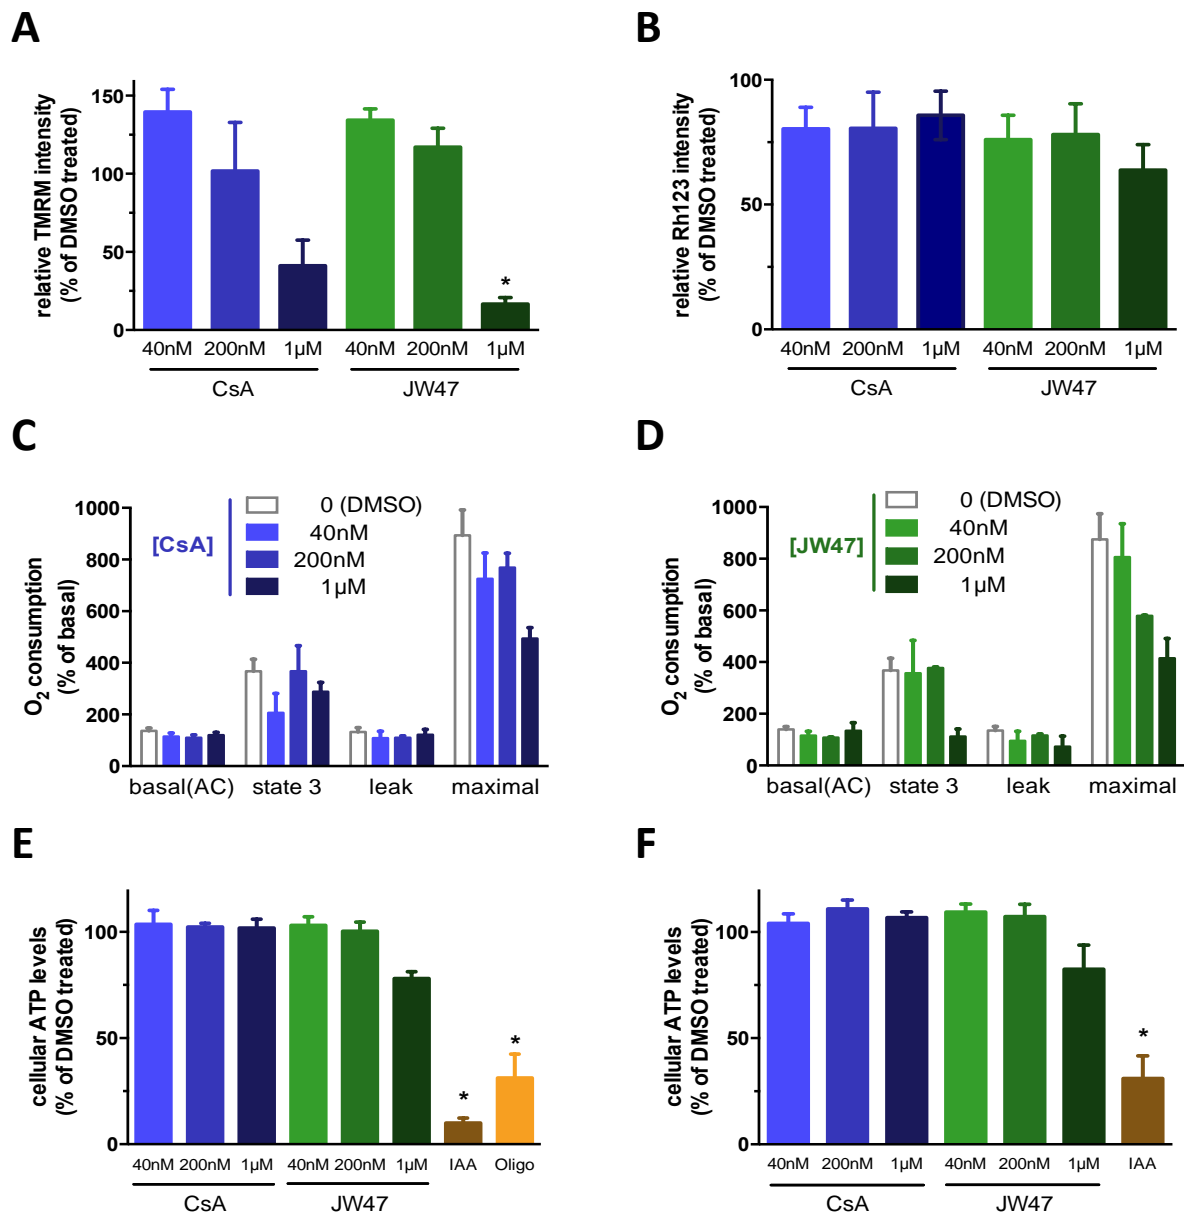 A
relative TMRM intensity
(% of DMSO treated)
150
100
50
0
*
40nM 200nM 1µM 40nM 200nM 1µM
CsA JW47
B
relative Rh123 intensity
(% of DMSO treated)
100
50
0
40nM 200nM 1µM 40nM 200nM 1µM
CsA JW47
C
O2 consumption
(% of basal)
1000
800
600
400
200
0
[CsA]
0 (DMSO)
40nM
200nM
1µM
basal(AC) state 3 leak maximal
D
O2 consumption
(% of basal)
1000
800
600
400
200
0
[JW47]
0 (DMSO)
40nM
200nM
1µM
basal(AC) state 3 leak maximal
E
cellular ATP levels
(% of DMSO treated)
100
50
0
* *
40nM 200nM 1µM 40nM 200nM 1µM IAA Oligo
CsA JW47
F
cellular ATP levels
(% of DMSO treated)
100
50
0
*
40nM 200nM 1µM 40nM 200nM 1µM IAA
CsA JW47